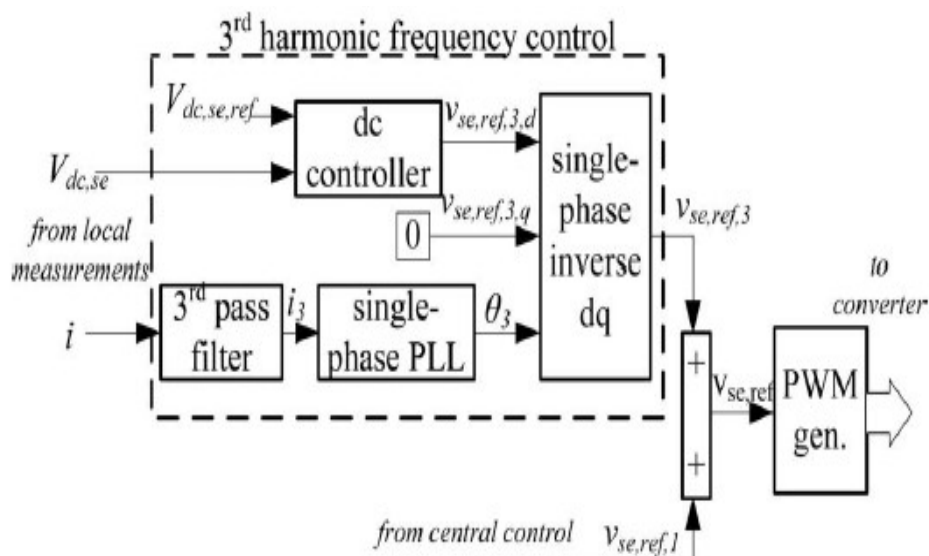 3rd harmonic frequency control
Vdc,se,ref
dc
controller
vse,ref,3,d
Vdc,se
vse,ref,3,q
0
single-
phase
inverse
dq
vse,ref,3
from local
measurements
i
3rd pass
filter
i3
single-
phase PLL
θ3
+
+
vse,ref
PWM
gen.
to
converter
from central control
vse,ref,1